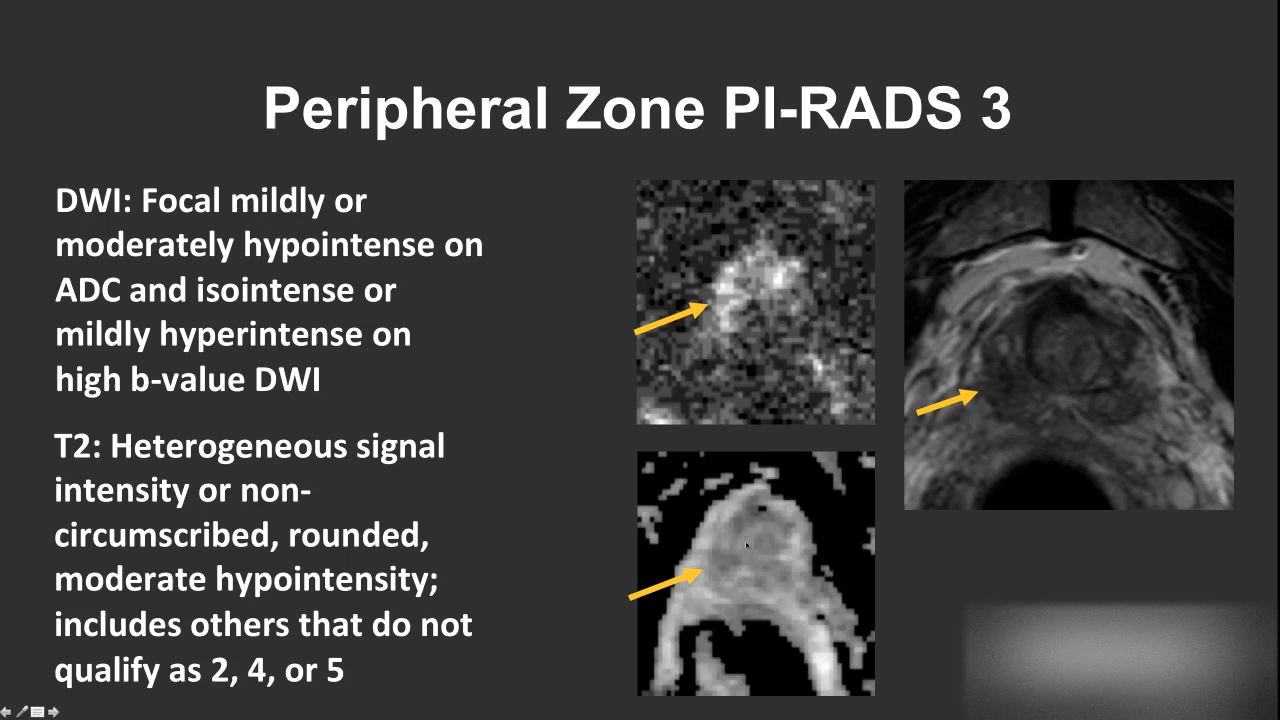 Peripheral Zone PI-RADS 3
DWI: Focal mildly or
moderately hypointense on
ADC and isointense or
mildly hyperintense on
high b-value DWI
T2: Heterogeneous signal
intensity or non-
circumscribed, rounded,
moderate hypointensity;
includes others that do not
qualify as 2, 4, or 5